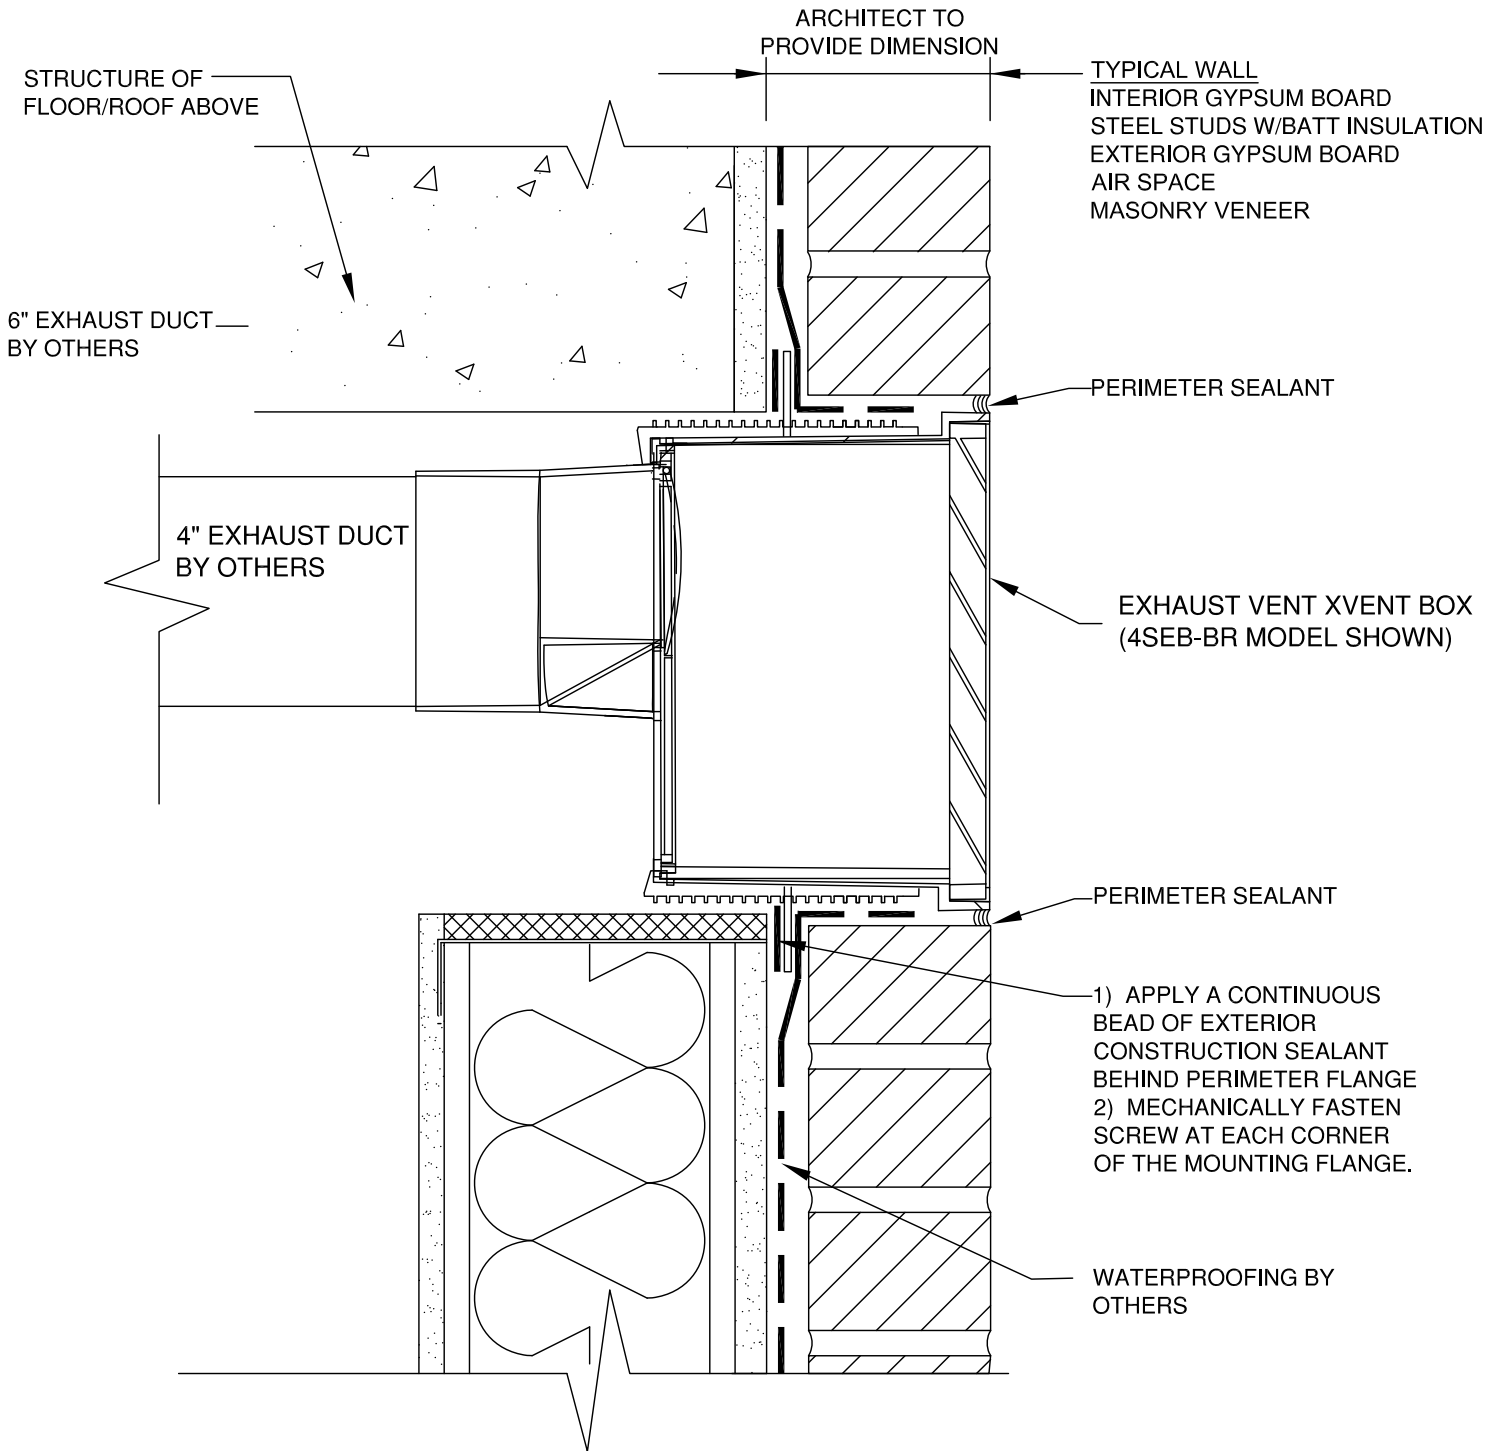 ARCHITECT TO
PROVIDE DIMENSION
STRUCTURE OF
FLOOR/ROOF ABOVE
TYPICAL WALL
INTERIOR GYPSUM BOARD
STEEL STUDS W/BATT INSULATION
EXTERIOR GYPSUM BOARD
AIR SPACE
MASONRY VENEER
6" EXHAUST DUCT
BY OTHERS
PERIMETER SEALANT
4" EXHAUST DUCT
BY OTHERS
EXHAUST VENT XVENT BOX
(4SEB-BR MODEL SHOWN)
PERIMETER SEALANT
1) APPLY A CONTINUOUS
BEAD OF EXTERIOR
CONSTRUCTION SEALANT
BEHIND PERIMETER FLANGE
2) MECHANICALLY FASTEN
SCREW AT EACH CORNER
OF THE MOUNTING FLANGE.
WATERPROOFING BY
OTHERS